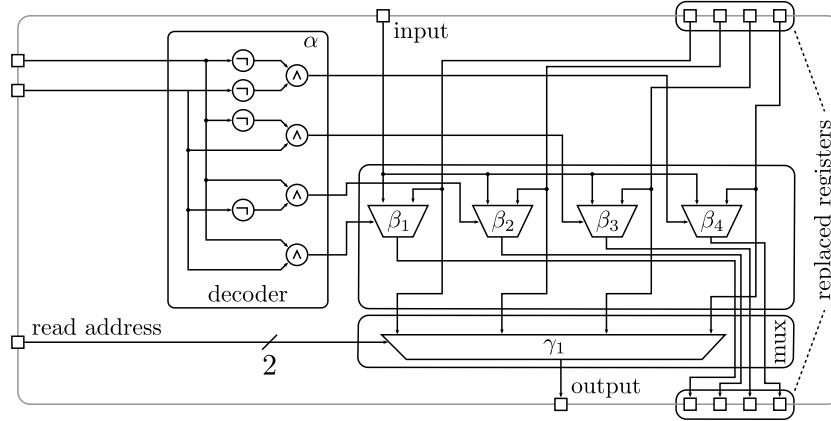 α
input
¬
∧
¬
¬
∧
∧
¬
∧
decoder
β1
β2
β3
β4
replaced registers
read address
2
γ1
mux
output